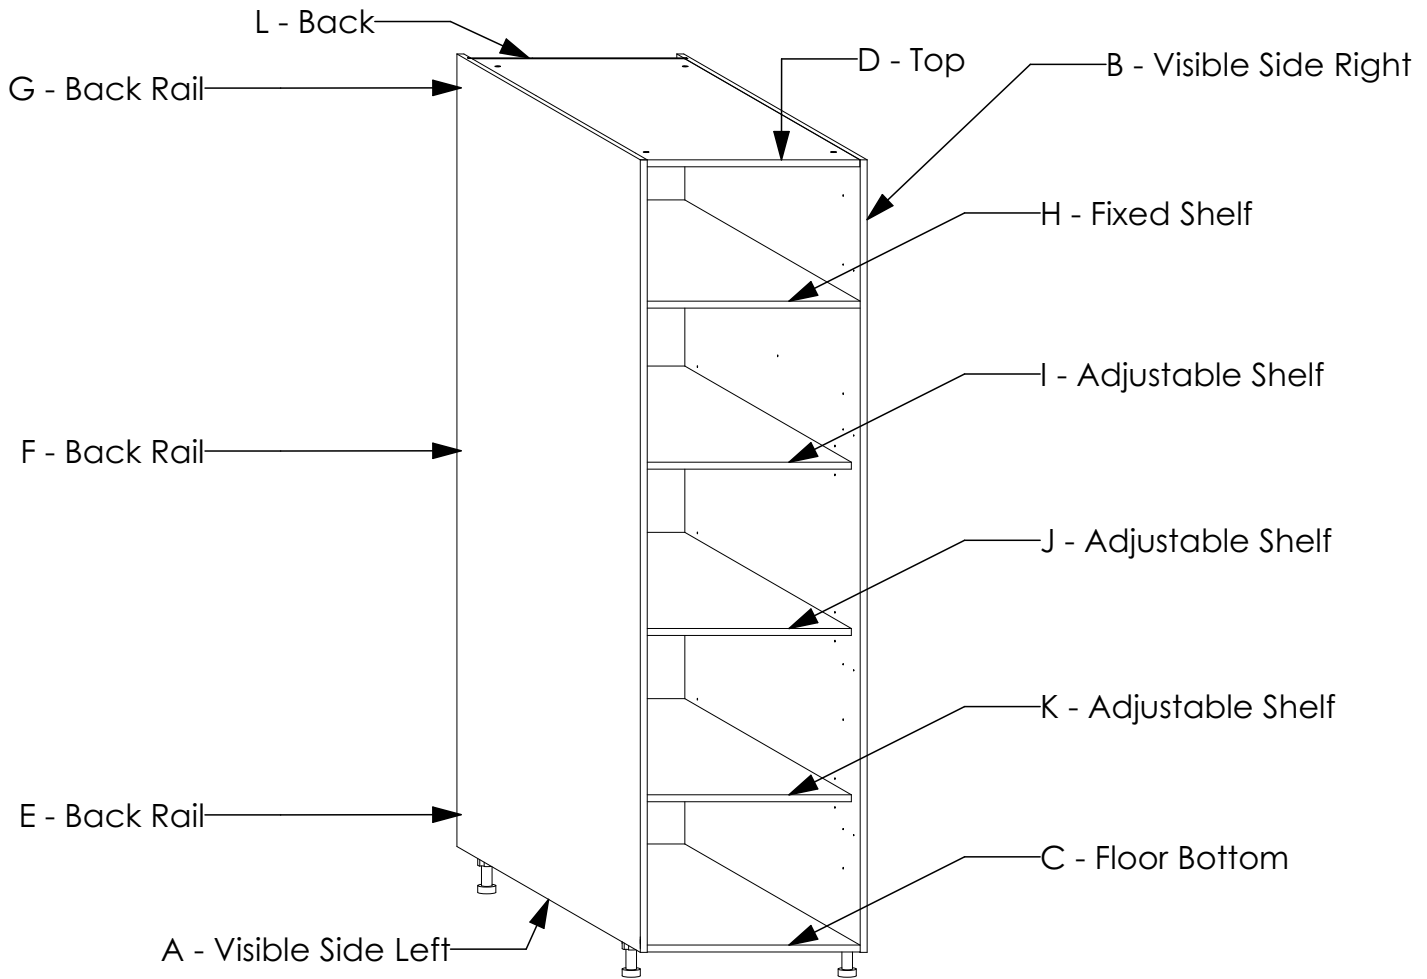 L - Back
D - Top
B - Visible Side Right
G - Back Rail
H - Fixed Shelf
I - Adjustable Shelf
F - Back Rail
J - Adjustable Shelf
K - Adjustable Shelf
E - Back Rail
C - Floor Bottom
A - Visible Side Left